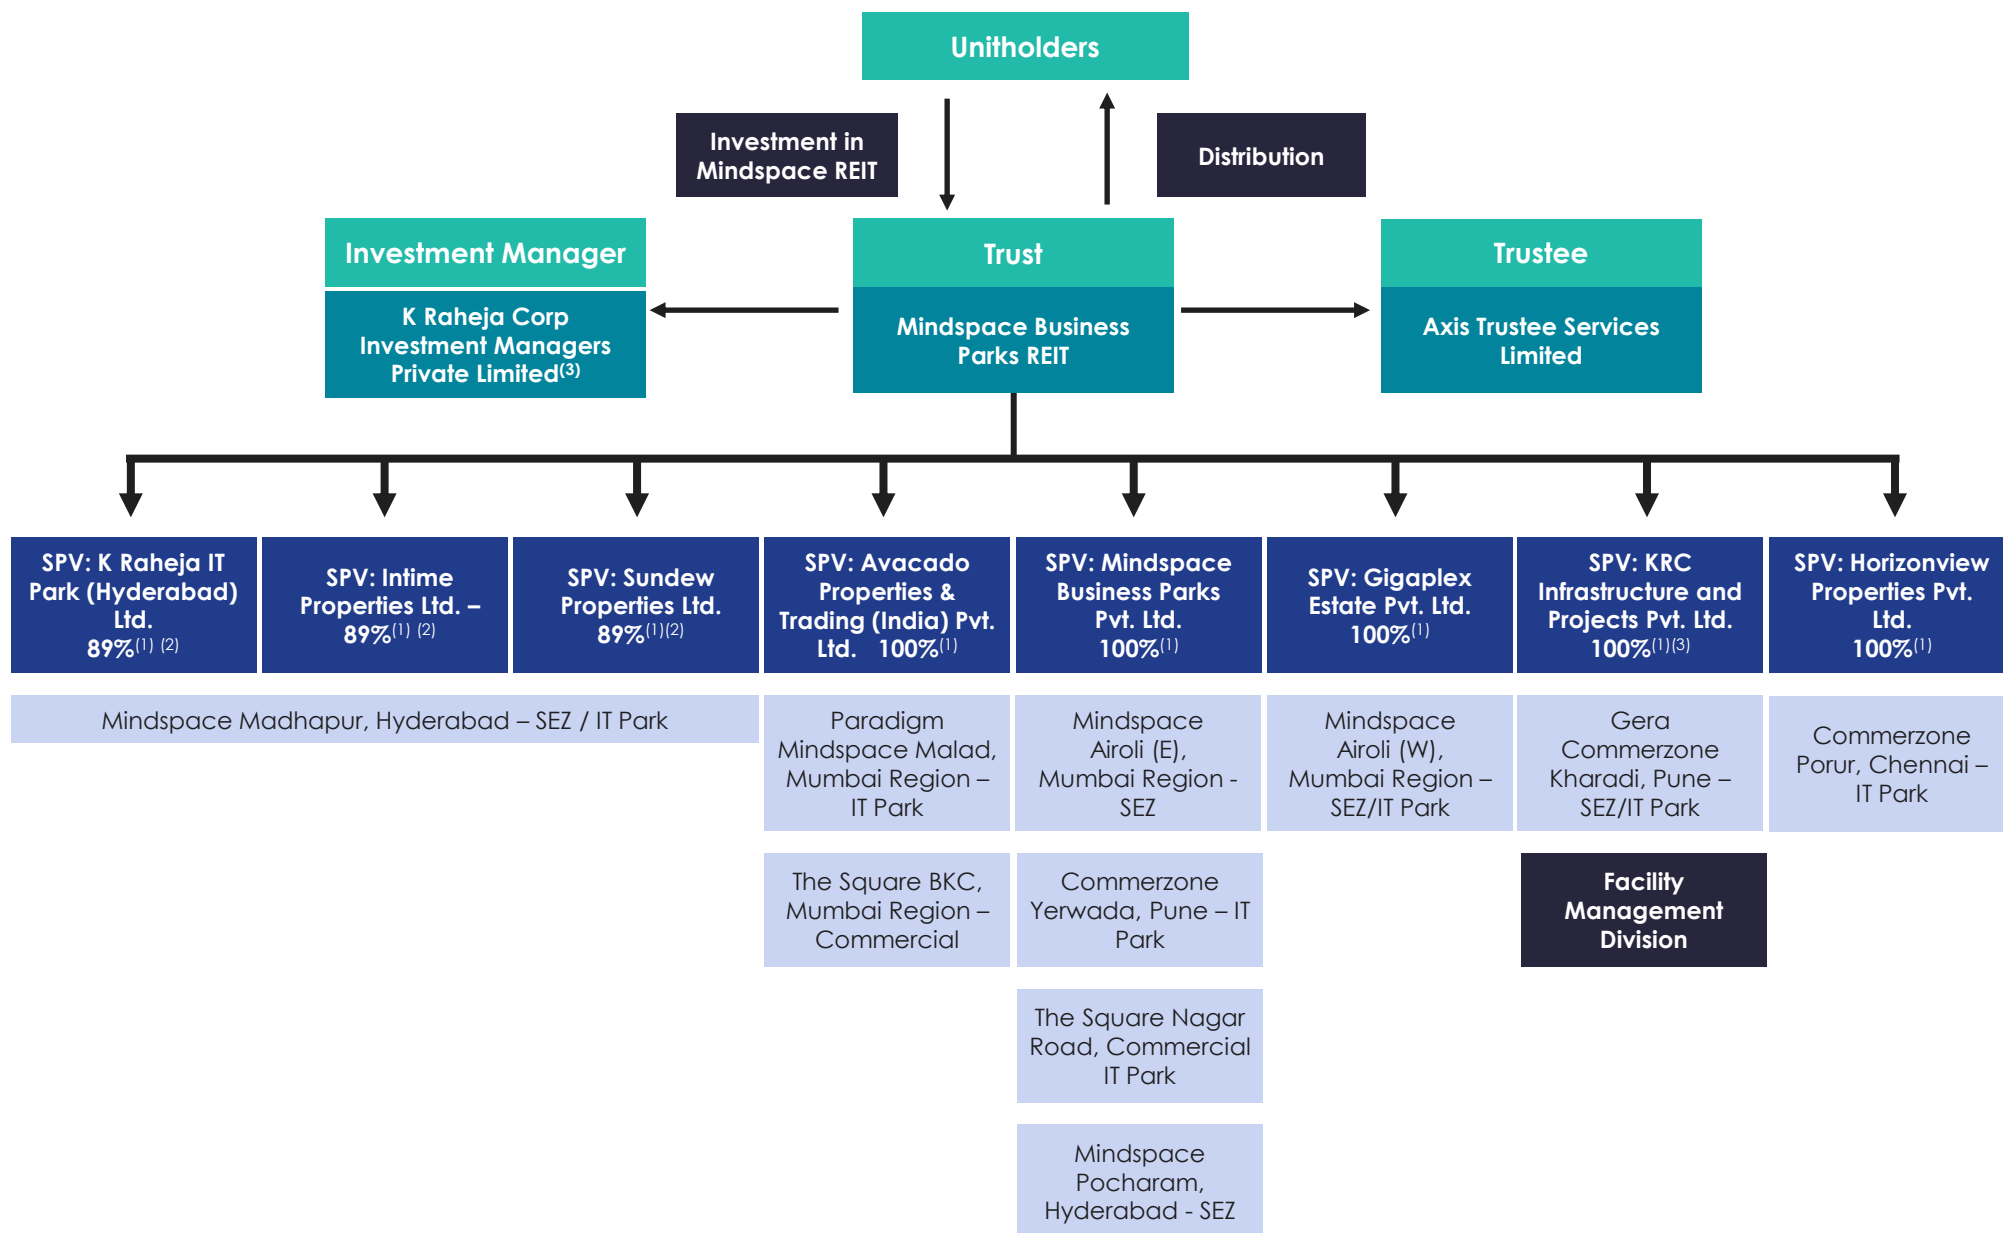 Unitholders
Investment in
Mindspace REIT
Distribution
Investment Manager
K Raheja Corp
Investment Managers
Private Limited(3)
Trust
Mindspace Business
Parks REIT
Trustee
Axis Trustee Services
Limited
SPV: K Raheja IT
Park (Hyderabad)
Ltd.
89%(1) (2)
SPV: Intime
Properties Ltd. –
89%(1) (2)
SPV: Sundew
Properties Ltd.
89%(1)(2)
SPV: Avacado
Properties &
Trading (India) Pvt.
Ltd. 100%(1)
SPV: Mindspace
Business Parks
Pvt. Ltd.
100%(1)
SPV: Gigaplex
Estate Pvt. Ltd.
100%(1)
SPV: KRC
Infrastructure and
Projects Pvt. Ltd.
100%(1)(3)
SPV: Horizonview
Properties Pvt.
Ltd.
100%(1)
Mindspace Madhapur, Hyderabad – SEZ / IT Park
Paradigm
Mindspace Malad,
Mumbai Region –
IT Park
Mindspace
Airoli (E),
Mumbai Region -
SEZ
Mindspace
Airoli (W),
Mumbai Region –
SEZ/IT Park
Gera
Commerzone
Kharadi, Pune –
SEZ/IT Park
Commerzone
Porur, Chennai –
IT Park
The Square BKC,
Mumbai Region –
Commercial
Commerzone
Yerwada, Pune – IT
Park
Facility
Management
Division
The Square Nagar
Road, Commercial
IT Park
Mindspace
Pocharam,
Hyderabad - SEZ